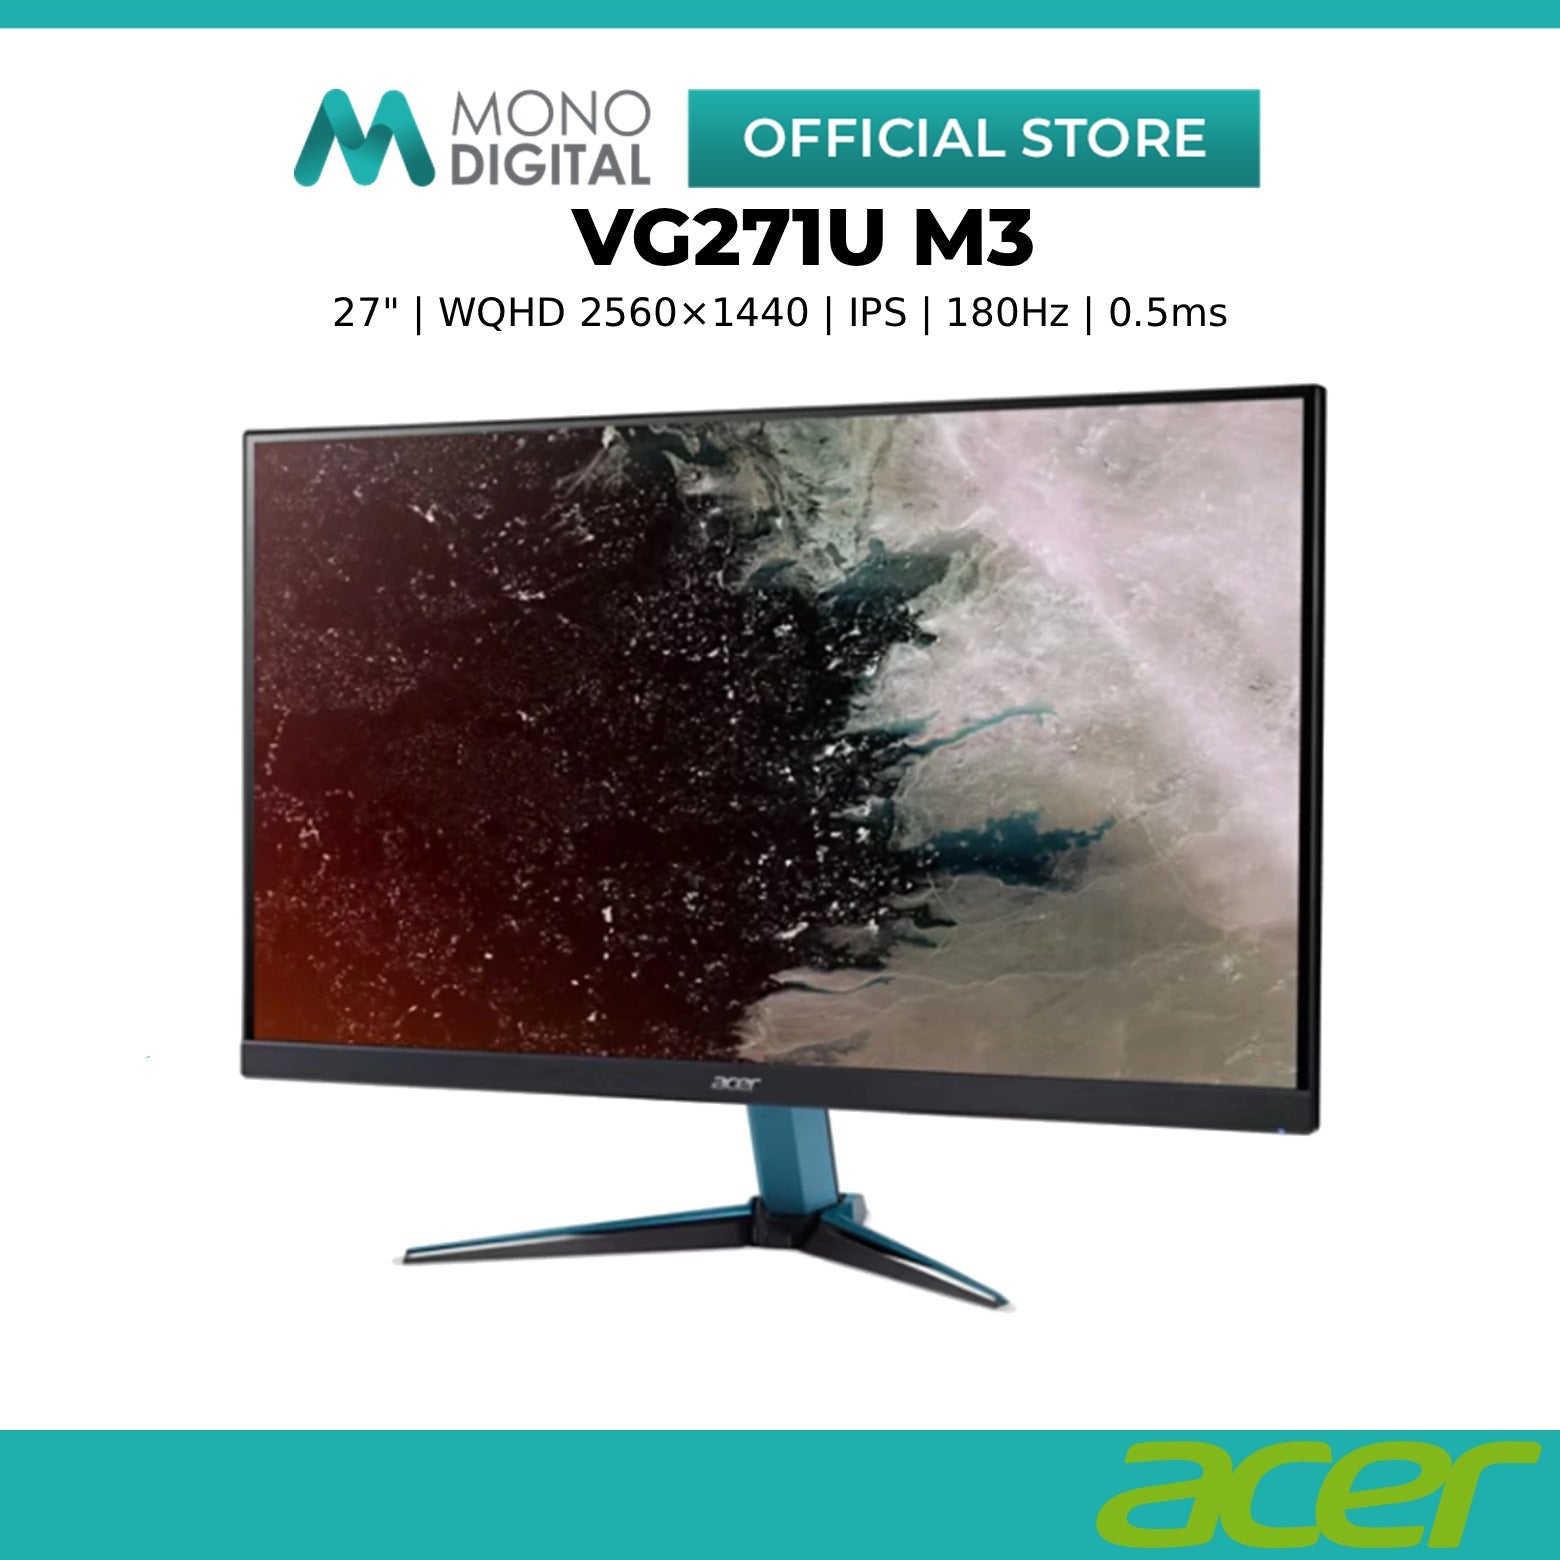 MONO
DIGITAL
OFFICIAL STORE
VG271U M3
27" | WQHD 2560×1440 | IPS | 180Hz | 0.5ms
acer
acer